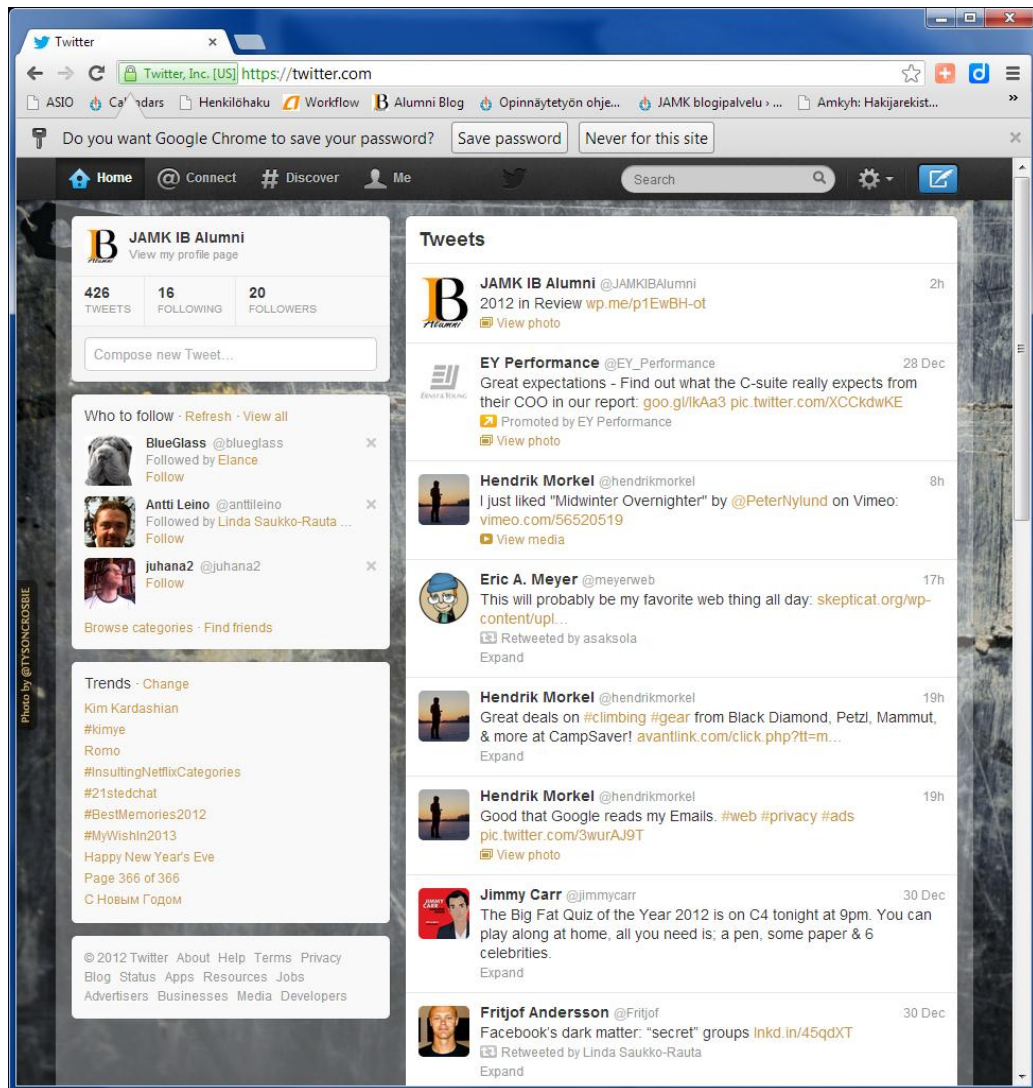 Twitter
Twitter, Inc. [US] https://twitter.com
ASIO Calendars Henkilöhaku Workflow Alumni Blog Opinnäytetyön ohje... JAMK blogipalvelu › ... Amkyh: Hakijarekist... »
Do you want Google Chrome to save your password? Save password Never for this site
Home Connect Discover Me Search
JAMK IB Alumni
View my profile page
426 16 20
TWEETS FOLLOWING FOLLOWERS
Compose new Tweet...
Who to follow · Refresh · View all
BlueGlass @blueglass
Followed by Elance
Follow
Antti Leino @anttileino
Followed by Linda Saukko-Rauta ...
Follow
juhana2 @juhana2
Follow
Browse categories · Find friends
Trends · Change
Kim Kardashian
#kimye
Romo
#InsultingNetflixCategories
#21stedchat
#BestMemories2012
#MyWishIn2013
Happy New Year's Eve
Page 366 of 366
С Новым Годом
© 2012 Twitter About Help Terms Privacy
Blog Status Apps Resources Jobs
Advertisers Businesses Media Developers
Photo by @TYSONCROSBIE
Tweets
B Alumni
JAMK IB Alumni @JAMKIBAlumni 2h
2012 in Review wp.me/p1EwBH-ot
View photo
ERNST & YOUNG
EY Performance @EY_Performance 28 Dec
Great expectations - Find out what the C-suite really expects from
their COO in our report: goo.gl/lkAa3 pic.twitter.com/XCCkdwKE
Promoted by EY Performance
View photo
Hendrik Morkel @hendrikmorkel 8h
I just liked "Midwinter Overnighter" by @PeterNylund on Vimeo:
vimeo.com/56520519
View media
Eric A. Meyer @meyerweb 17h
This will probably be my favorite web thing all day: skepticat.org/wp-
content/upl...
Retweeted by asaksola
Expand
Hendrik Morkel @hendrikmorkel 19h
Great deals on #climbing #gear from Black Diamond, Petzl, Mammut,
& more at CampSaver! avantlink.com/click.php?tt=m...
Expand
Hendrik Morkel @hendrikmorkel 19h
Good that Google reads my Emails. #web #privacy #ads
pic.twitter.com/3wurAJ9T
View photo
JIMMY CARR
Jimmy Carr @jimmycarr 30 Dec
The Big Fat Quiz of the Year 2012 is on C4 tonight at 9pm. You can
play along at home, all you need is; a pen, some paper & 6
celebrities.
Expand
Fritjof Andersson @Fritjof 30 Dec
Facebook's dark matter: “secret” groups lnkd.in/45qdXT
Retweeted by Linda Saukko-Rauta
Expand